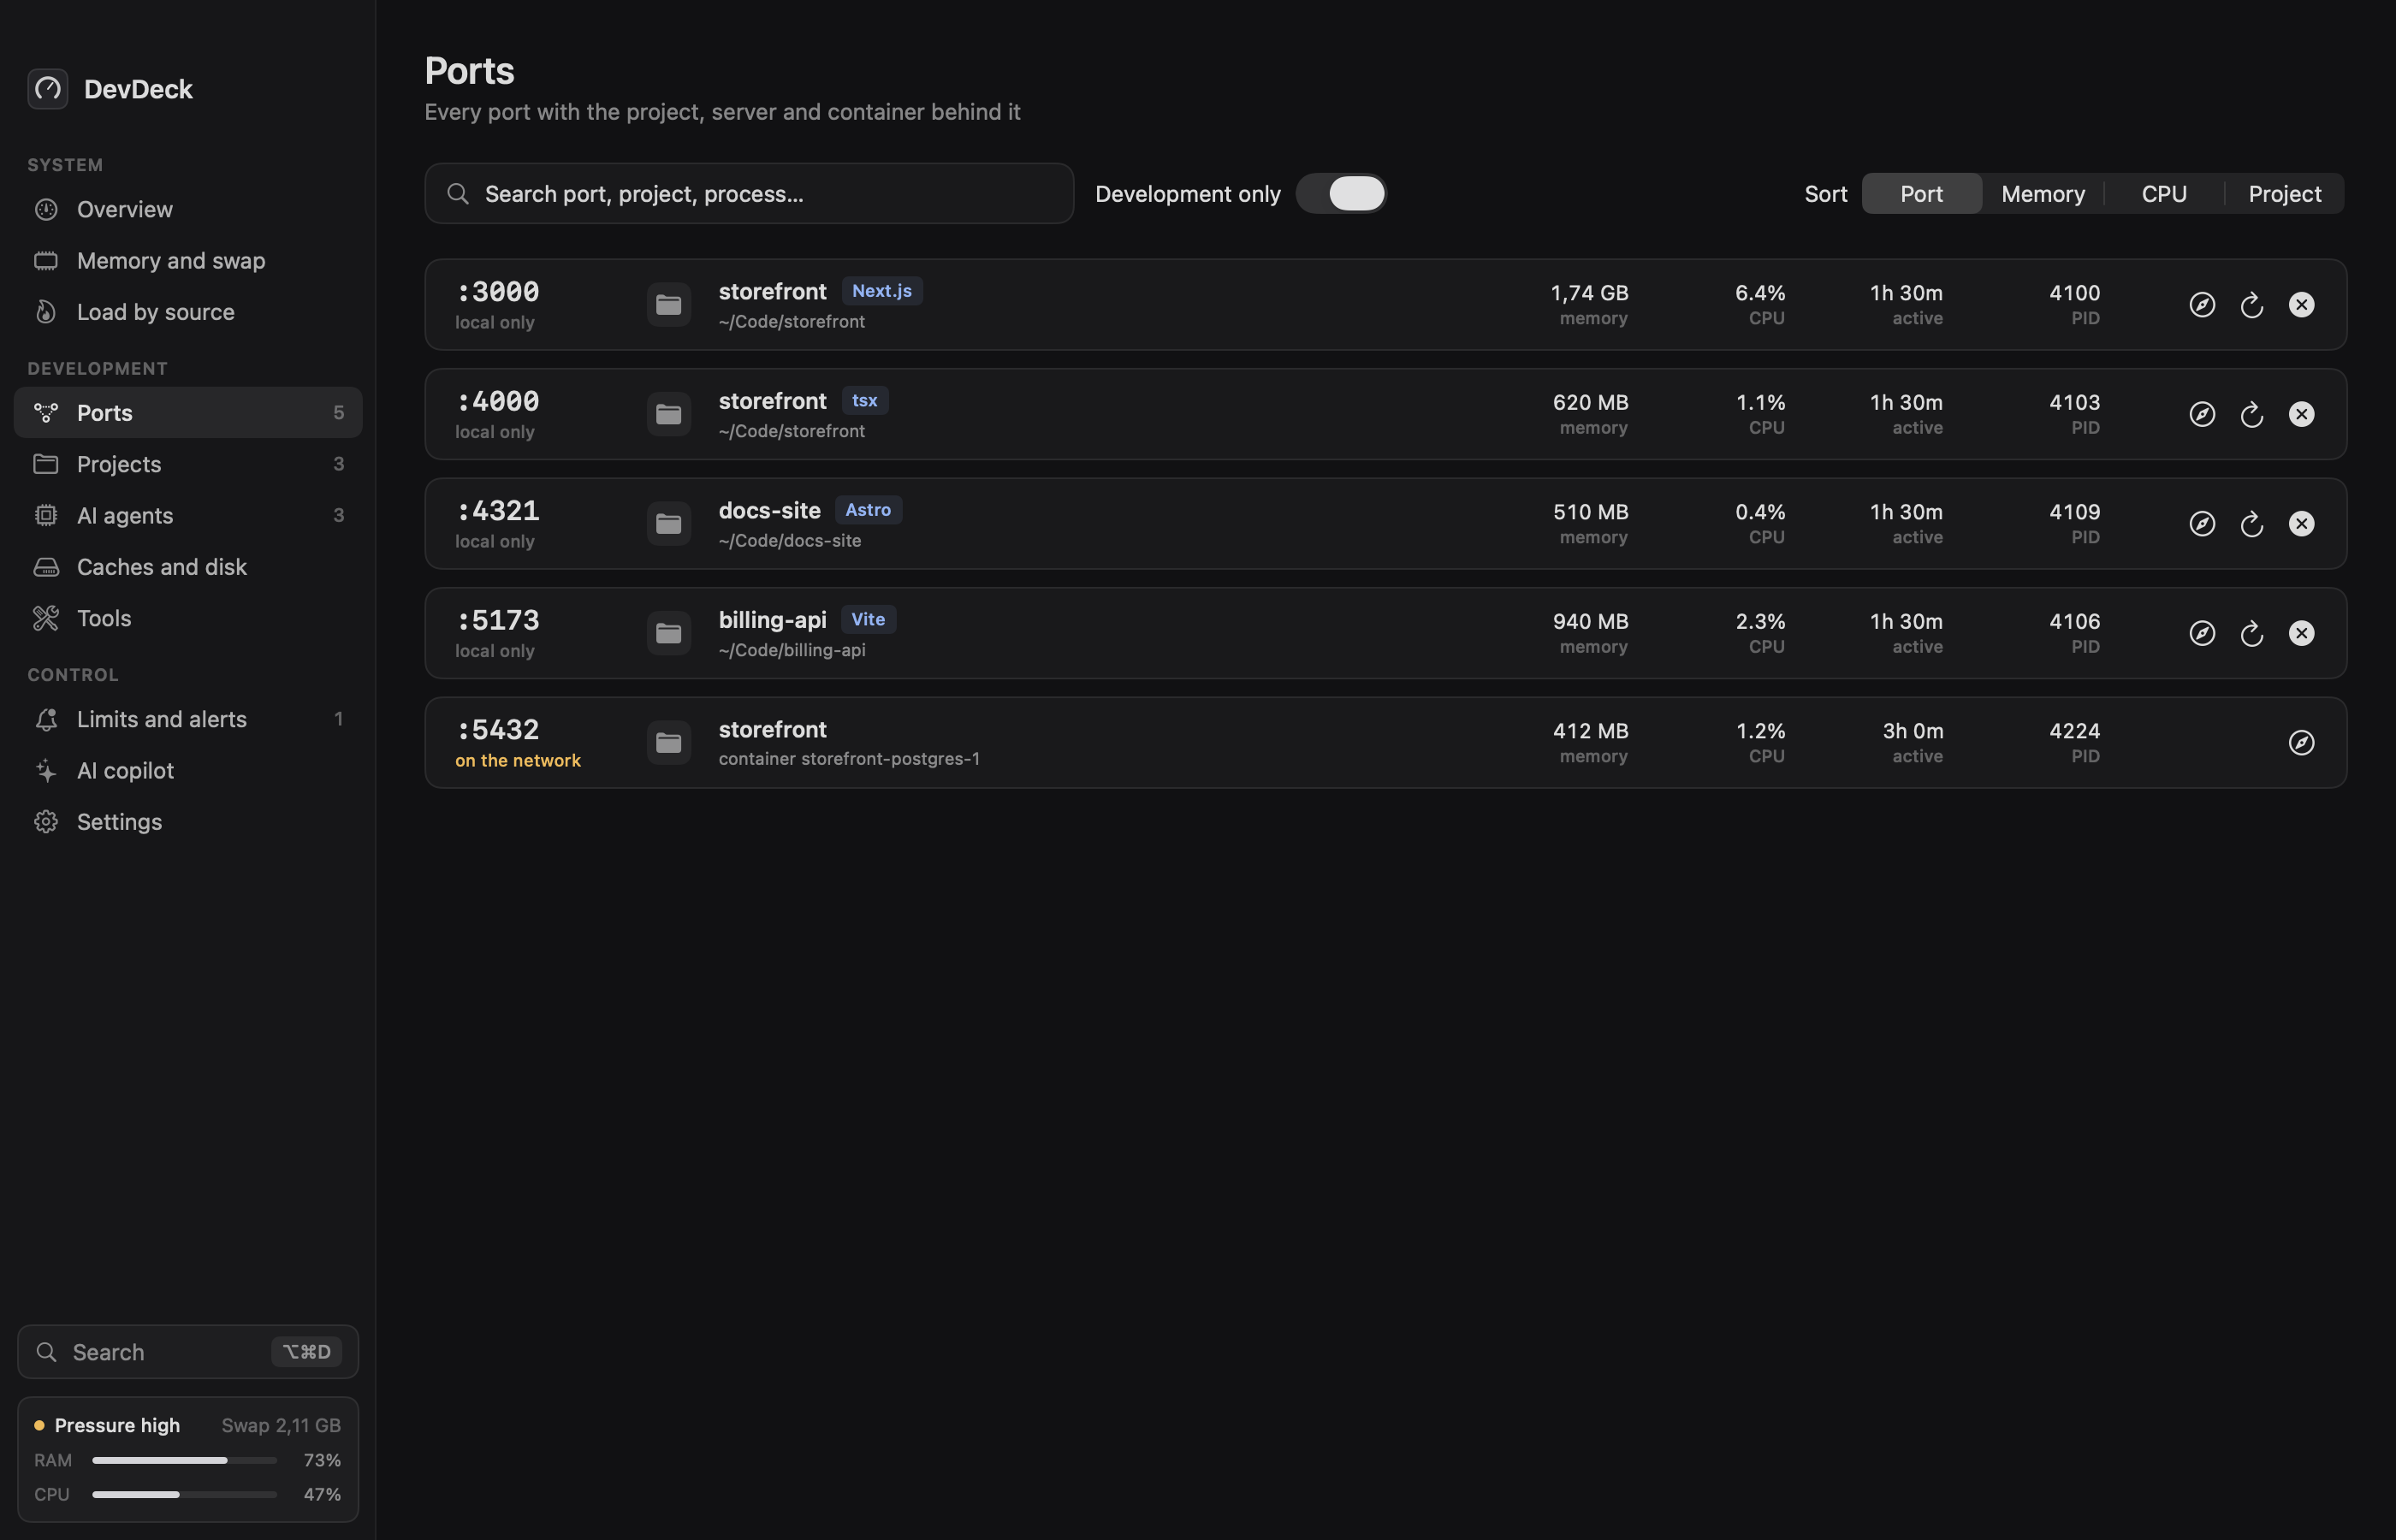 DevDeck
SYSTEM
Overview
Memory and swap
Load by source
DEVELOPMENT
Ports 5
Projects 3
AI agents 3
Caches and disk
Tools
CONTROL
Limits and alerts 1
AI copilot
Settings
Search ⌥⌘D
Pressure high Swap 2,11 GB
RAM 73%
CPU 47%
Ports
Every port with the project, server and container behind it
Search port, project, process... Development only Sort Port Memory CPU Project
:3000 storefront Next.js 1,74 GB 6.4% 1h 30m 4100
local only ~/Code/storefront memory CPU active PID
:4000 storefront tsx 620 MB 1.1% 1h 30m 4103
local only ~/Code/storefront memory CPU active PID
:4321 docs-site Astro 510 MB 0.4% 1h 30m 4109
local only ~/Code/docs-site memory CPU active PID
:5173 billing-api Vite 940 MB 2.3% 1h 30m 4106
local only ~/Code/billing-api memory CPU active PID
:5432 storefront 412 MB 1.2% 3h 0m 4224
on the network container storefront-postgres-1 memory CPU active PID